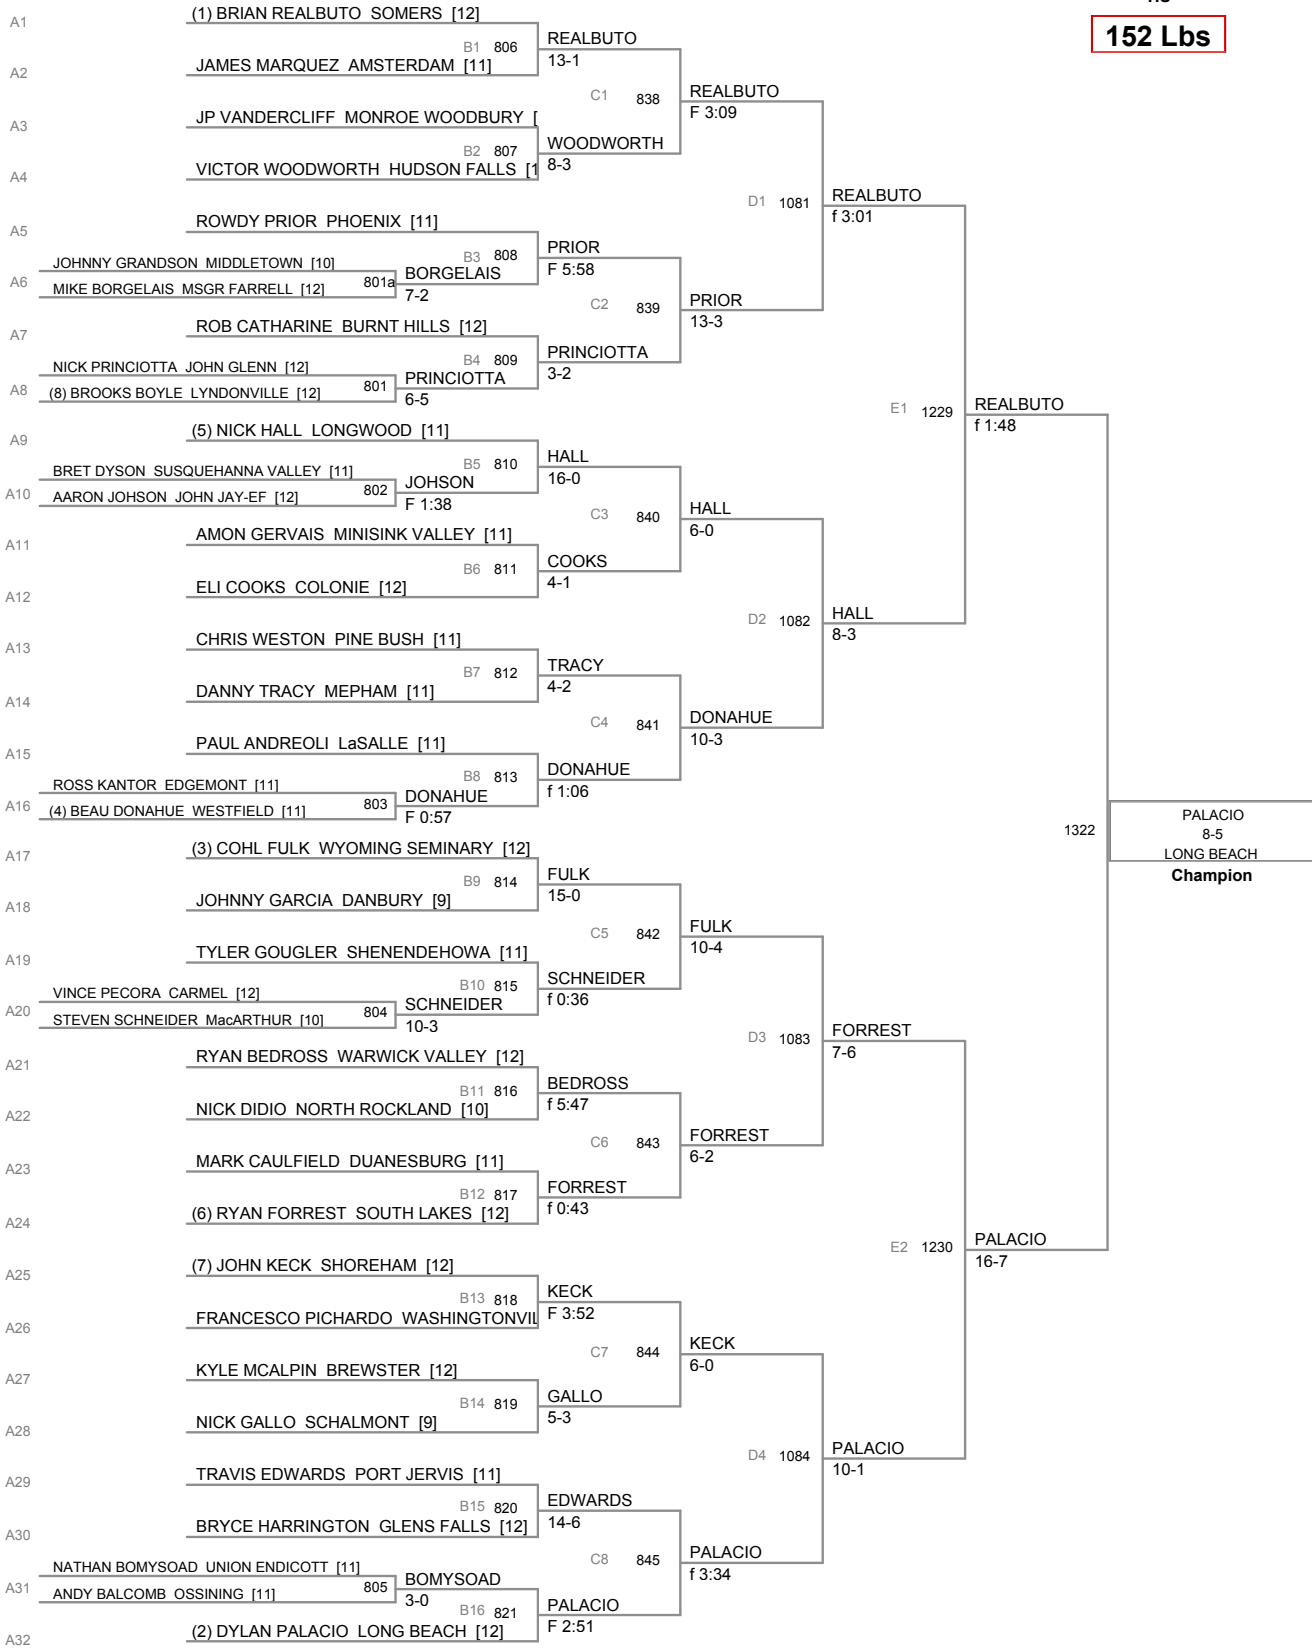 152 Lbs
A1
(1) BRIAN REALBUTO SOMERS [12]
B1 806
REALBUTO
13-1
A2
JAMES MARQUEZ AMSTERDAM [11]
C1 838
REALBUTO
F 3:09
A3
JP VANDERCLIFF MONROE WOODBURY [
B2 807
WOODWORTH
8-3
A4
VICTOR WOODWORTH HUDSON FALLS [1
D1 1081
REALBUTO
f 3:01
A5
ROWDY PRIOR PHOENIX [11]
B3 808
PRIOR
F 5:58
JOHNNY GRANDSON MIDDLETOWN [10]
A6
801a
BORGELAIS
7-2
MIKE BORGELAIS MSGR FARRELL [12]
C2 839
PRIOR
13-3
A7
ROB CATHARINE BURNT HILLS [12]
B4 809
PRINCIOTTA
3-2
NICK PRINCIOTTA JOHN GLENN [12]
A8
801
PRINCIOTTA
6-5
(8) BROOKS BOYLE LYNDONVILLE [12]
E1 1229
REALBUTO
f 1:48
A9
(5) NICK HALL LONGWOOD [11]
B5 810
HALL
16-0
BRET DYSON SUSQUEHANNA VALLEY [11]
A10
802
JOHSON
F 1:38
AARON JOHSON JOHN JAY-EF [12]
C3 840
HALL
6-0
A11
AMON GERVAIS MINISINK VALLEY [11]
B6 811
COOKS
4-1
A12
ELI COOKS COLONIE [12]
D2 1082
HALL
8-3
A13
CHRIS WESTON PINE BUSH [11]
B7 812
TRACY
4-2
A14
DANNY TRACY MEPHAM [11]
C4 841
DONAHUE
10-3
A15
PAUL ANDREOLI LaSALLE [11]
B8 813
DONAHUE
f 1:06
ROSS KANTOR EDGEMONT [11]
A16
803
DONAHUE
F 0:57
(4) BEAU DONAHUE WESTFIELD [11]
1322
PALACIO
8-5
LONG BEACH
Champion
A17
(3) COHL FULK WYOMING SEMINARY [12]
B9 814
FULK
15-0
A18
JOHNNY GARCIA DANBURY [9]
C5 842
FULK
10-4
A19
TYLER GOUGLER SHENENDEHOWA [11]
B10 815
SCHNEIDER
f 0:36
VINCE PECORA CARMEL [12]
A20
804
SCHNEIDER
10-3
STEVEN SCHNEIDER MacARTHUR [10]
D3 1083
FORREST
7-6
A21
RYAN BEDROSS WARWICK VALLEY [12]
B11 816
BEDROSS
f 5:47
A22
NICK DIDIO NORTH ROCKLAND [10]
C6 843
FORREST
6-2
A23
MARK CAULFIELD DUANESBURG [11]
B12 817
FORREST
f 0:43
A24
(6) RYAN FORREST SOUTH LAKES [12]
E2 1230
PALACIO
16-7
A25
(7) JOHN KECK SHOREHAM [12]
B13 818
KECK
F 3:52
A26
FRANCESCO PICHARDO WASHINGTONVIL
C7 844
KECK
6-0
A27
KYLE MCALPIN BREWSTER [12]
B14 819
GALLO
5-3
A28
NICK GALLO SCHALMONT [9]
D4 1084
PALACIO
10-1
A29
TRAVIS EDWARDS PORT JERVIS [11]
B15 820
EDWARDS
14-6
A30
BRYCE HARRINGTON GLENS FALLS [12]
C8 845
PALACIO
f 3:34
NATHAN BOMYSOAD UNION ENDICOTT [11]
A31
805
BOMYSOAD
3-0
ANDY BALCOMB OSSINING [11]
B16 821
PALACIO
F 2:51
A32
(2) DYLAN PALACIO LONG BEACH [12]